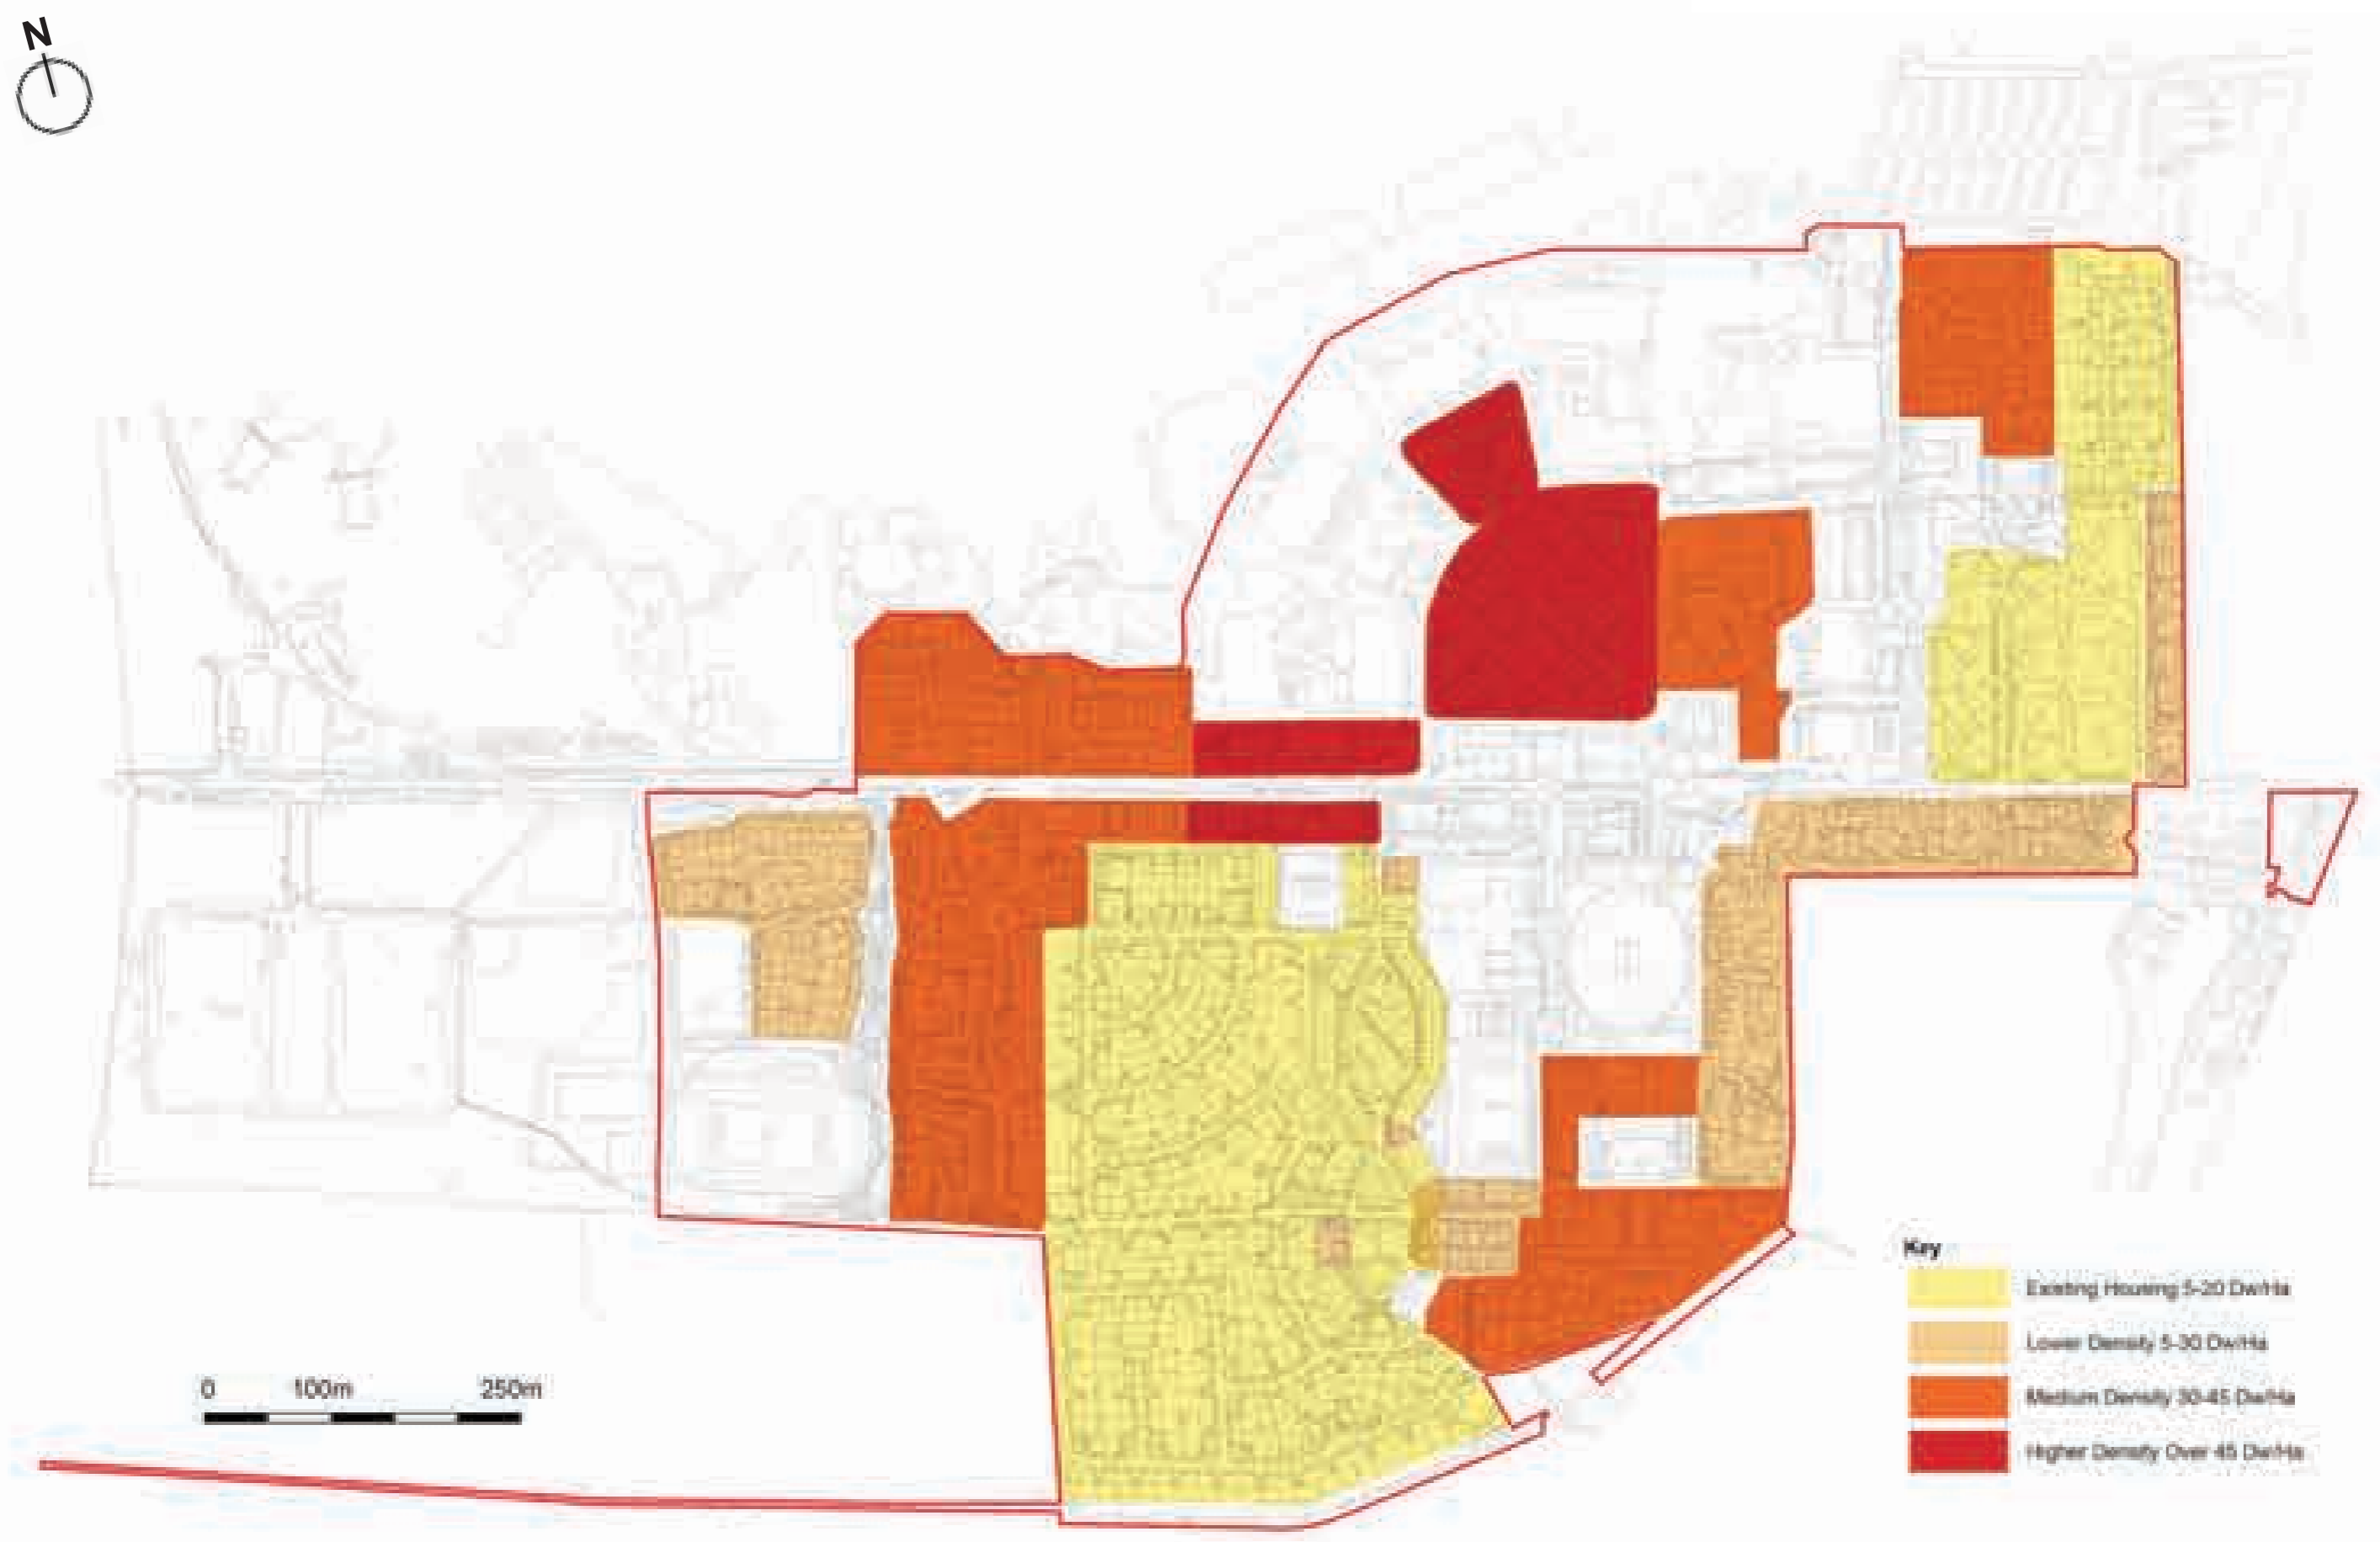 N
Key
Existing Housing 5-20 Dw/Ha
Lower Density 5-30 Dw/Ha
Medium Density 30-45 Dw/Ha
Higher Density Over 45 Dw/Ha
0 100m 250m